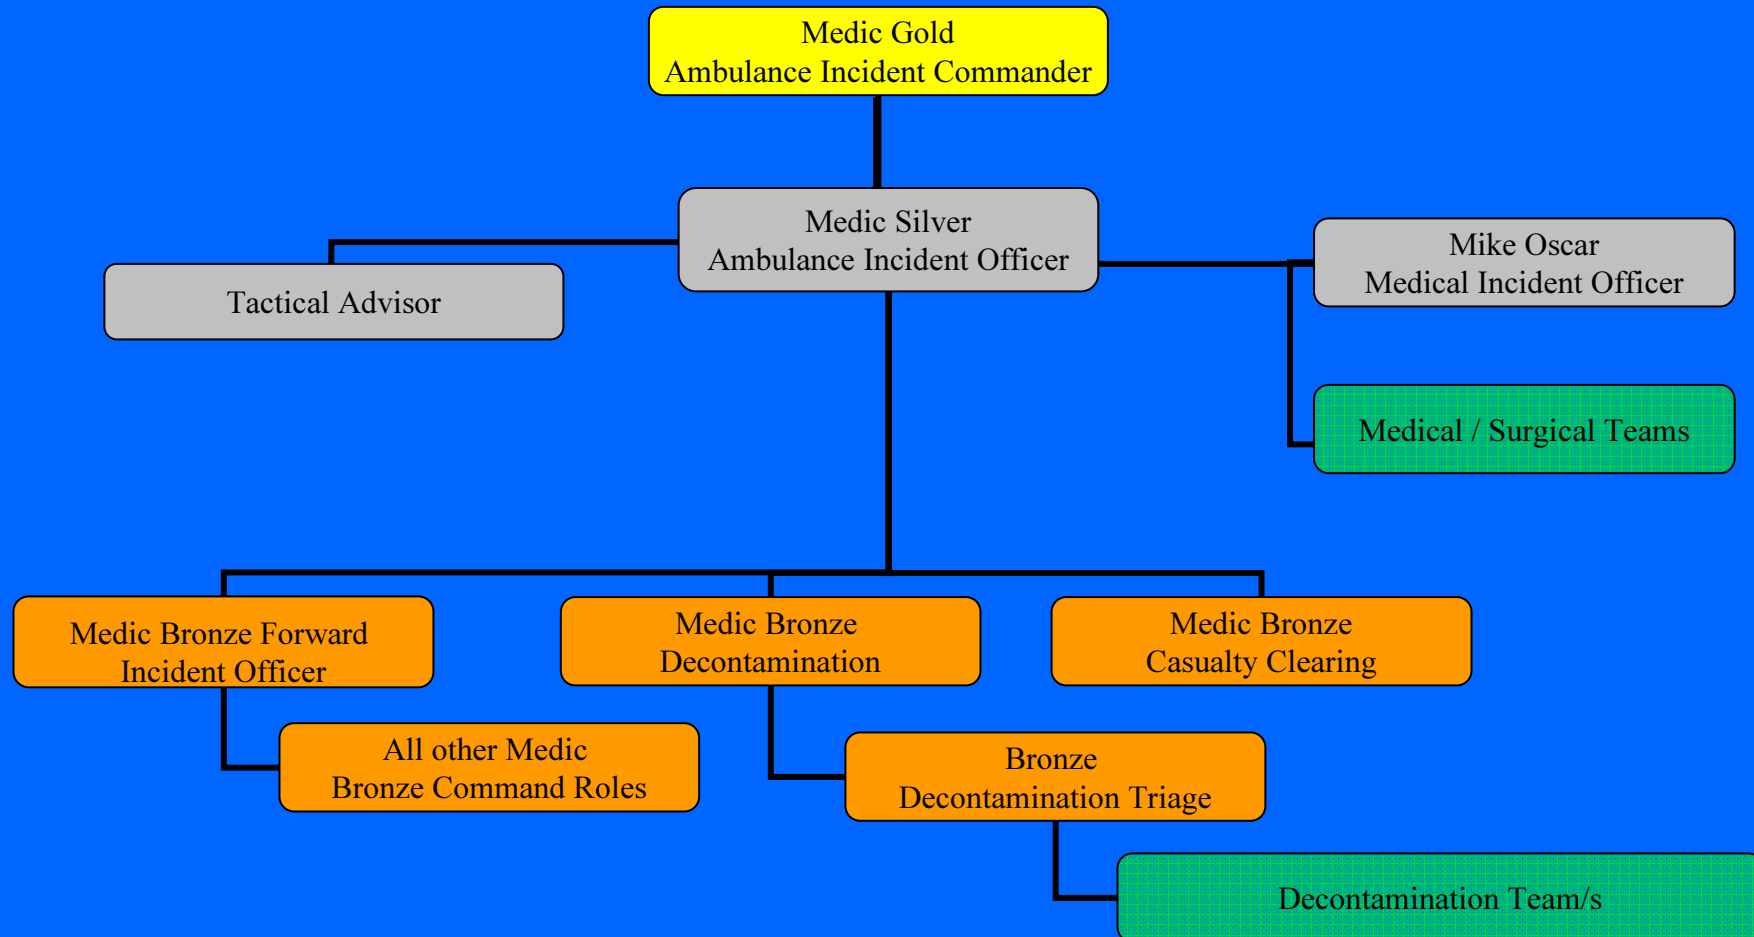 Medic Gold
Ambulance Incident Commander
Medic Silver
Ambulance Incident Officer
Mike Oscar
Medical Incident Officer
Tactical Advisor
Medical / Surgical Teams
Medic Bronze Forward
Incident Officer
Medic Bronze
Decontamination
Medic Bronze
Casualty Clearing
All other Medic
Bronze Command Roles
Bronze
Decontamination Triage
Decontamination Team/s